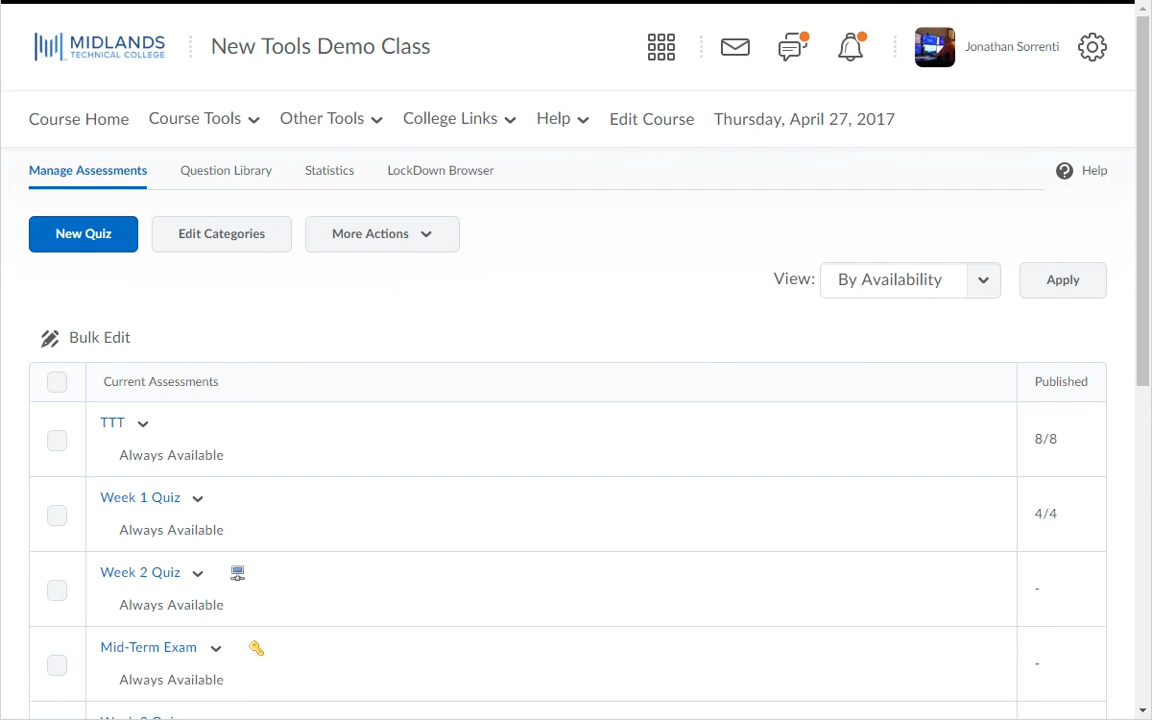 MIDLANDS
TECHNICAL COLLEGE
New Tools Demo Class
Jonathan Sorrenti
Course Home
Course Tools
Other Tools
College Links
Help
Edit Course
Thursday, April 27, 2017
Manage Assessments
Question Library
Statistics
LockDown Browser
Help
New Quiz
Edit Categories
More Actions
View:
By Availability
Apply
Bulk Edit
Current Assessments
Published
TTT
Always Available
8/8
Week 1 Quiz
Always Available
4/4
Week 2 Quiz
Always Available
-
Mid-Term Exam
Always Available
-